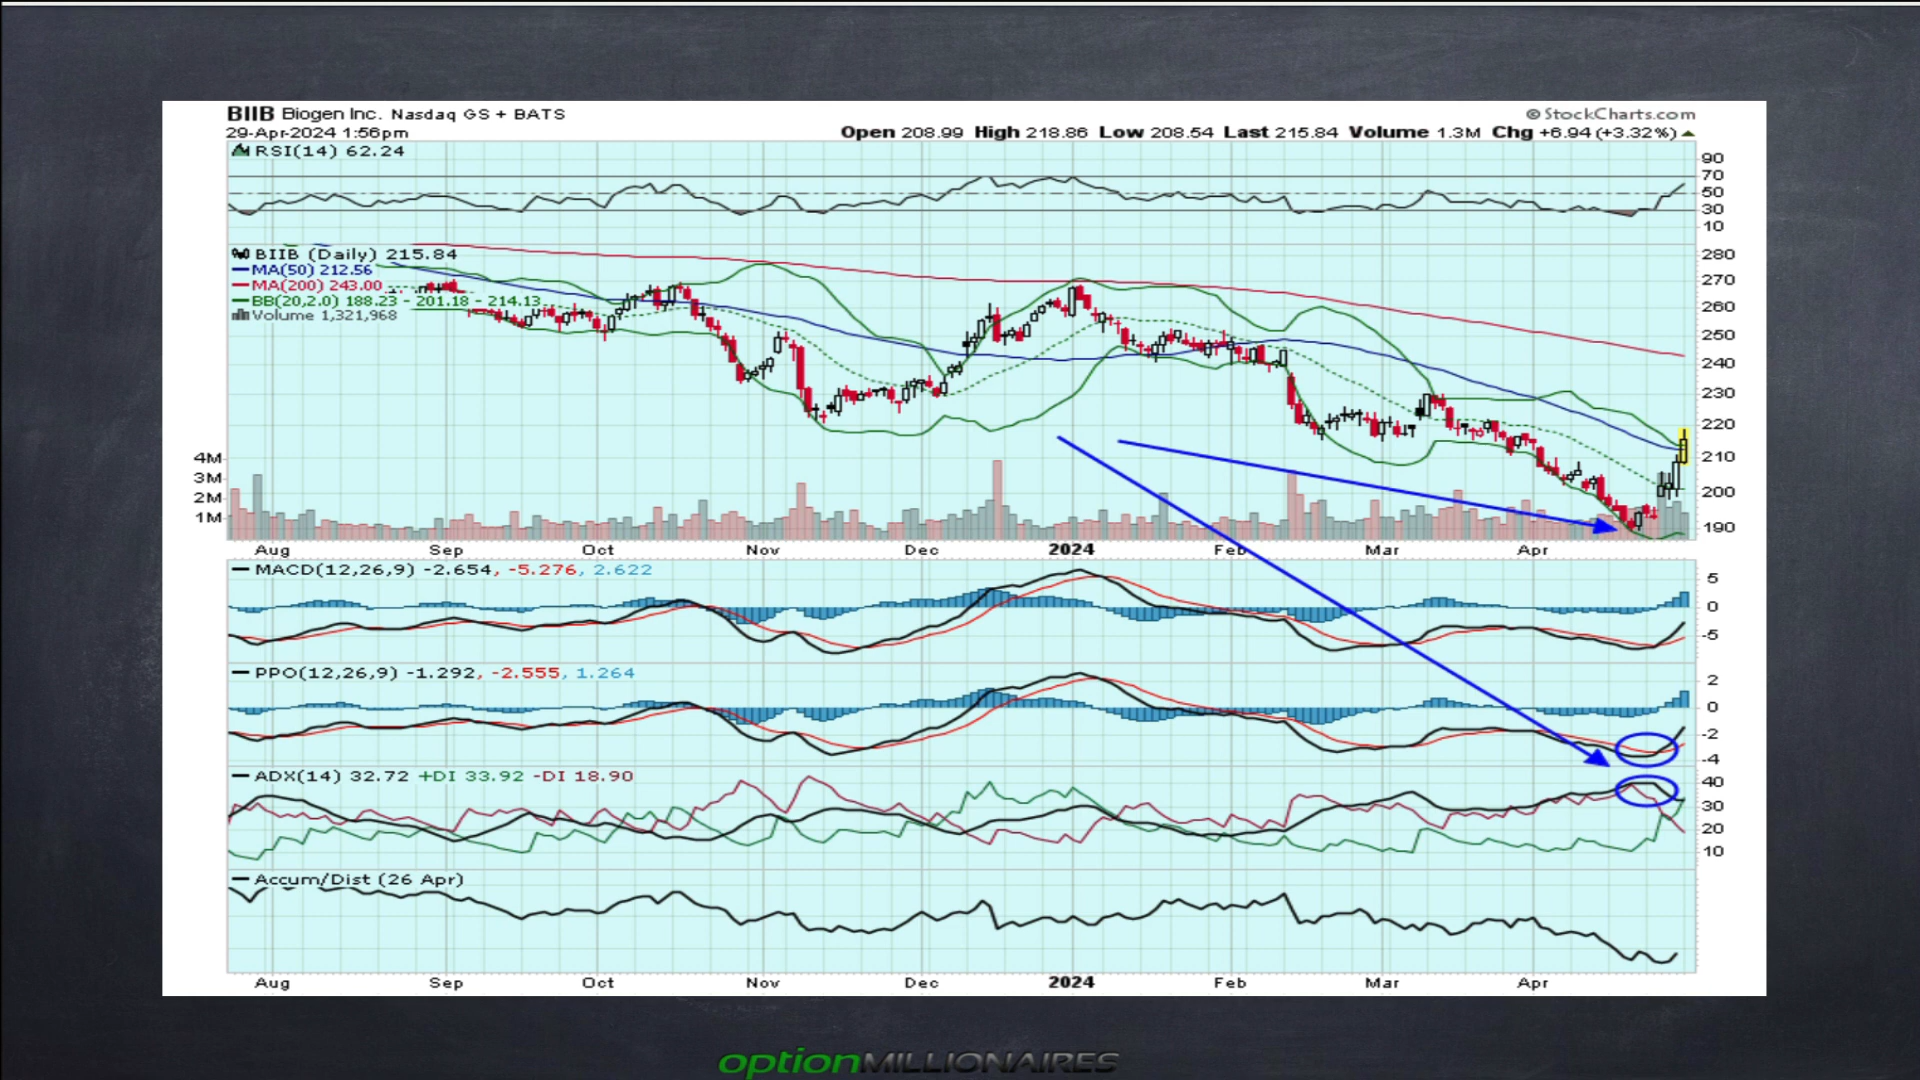 BIIB Biogen Inc. Nasdaq GS + BATS
© StockCharts.com
29-Apr-2024 1:56pm
Open 208.99 High 218.86 Low 208.54 Last 215.84 Volume 1.3M Chg +6.94 (+3.32%)
RSI(14) 62.24
90
70
50
30
10
BIIB (Daily) 215.84
MA(50) 212.56
MA(200) 243.00
BB(20,2.0) 188.23 - 201.18 - 214.13
Volume 1,321,968
280
270
260
250
240
230
220
210
200
190
4M
3M
2M
1M
Aug Sep Oct Nov Dec 2024 Feb Mar Apr
MACD(12,26,9) -2.654, -5.276, 2.622
5
0
-5
PPO(12,26,9) -1.292, -2.555, 1.264
2
0
-2
-4
ADX(14) 32.72 +DI 33.92 -DI 18.90
40
30
20
10
Accum/Dist (26 Apr)
Aug Sep Oct Nov Dec 2024 Feb Mar Apr
optionMILLIONAIRES